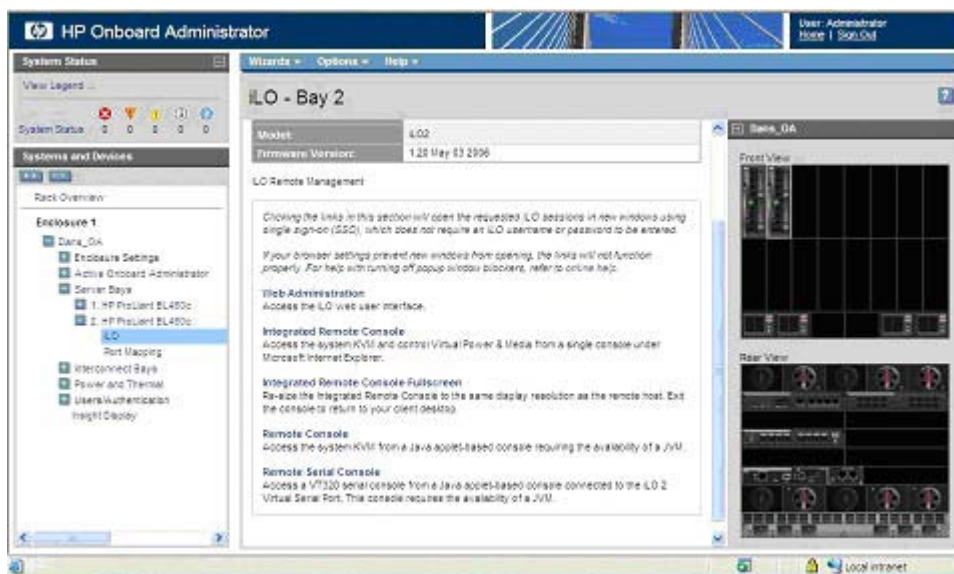 HP Onboard Administrator
User: Administrator
Home | Sign Out
System Status
View Legend ...
System Status 0 0 0 0 0
Systems and Devices
Rack Overview
Enclosure 1
Dans_OA
Enclosure Settings
Active Onboard Administrator
Server Bays
1. HP ProLiant BL460c
2. HP ProLiant BL460c
iLO
Port Mapping
Interconnect Bays
Power and Thermal
Users/Authentication
Insight Display
Wizards Options Help
iLO - Bay 2
Model: iLO2
Firmware Version: 1.20 May 03 2006
iLO Remote Management
Clicking the links in this section will open the requested iLO sessions in new windows using
single sign-on (SSO), which does not require an iLO username or password to be entered.
If your browser settings prevent new windows from opening, the links will not function
properly. For help with turning off popup window blockers, refer to online help.
Web Administration
Access the iLO web user interface.
Integrated Remote Console
Access the system KVM and control Virtual Power & Media from a single console under
Microsoft Internet Explorer.
Integrated Remote Console Fullscreen
Re-size the Integrated Remote Console to the same display resolution as the remote host. Exit
the console to return to your client desktop.
Remote Console
Access the system KVM from a Java applet-based console requiring the availability of a JVM.
Remote Serial Console
Access a VT320 serial console from a Java applet-based console connected to the iLO 2
Virtual Serial Port. This console requires the availability of a JVM.
Dans_OA
Front View
Rear View
Local intranet